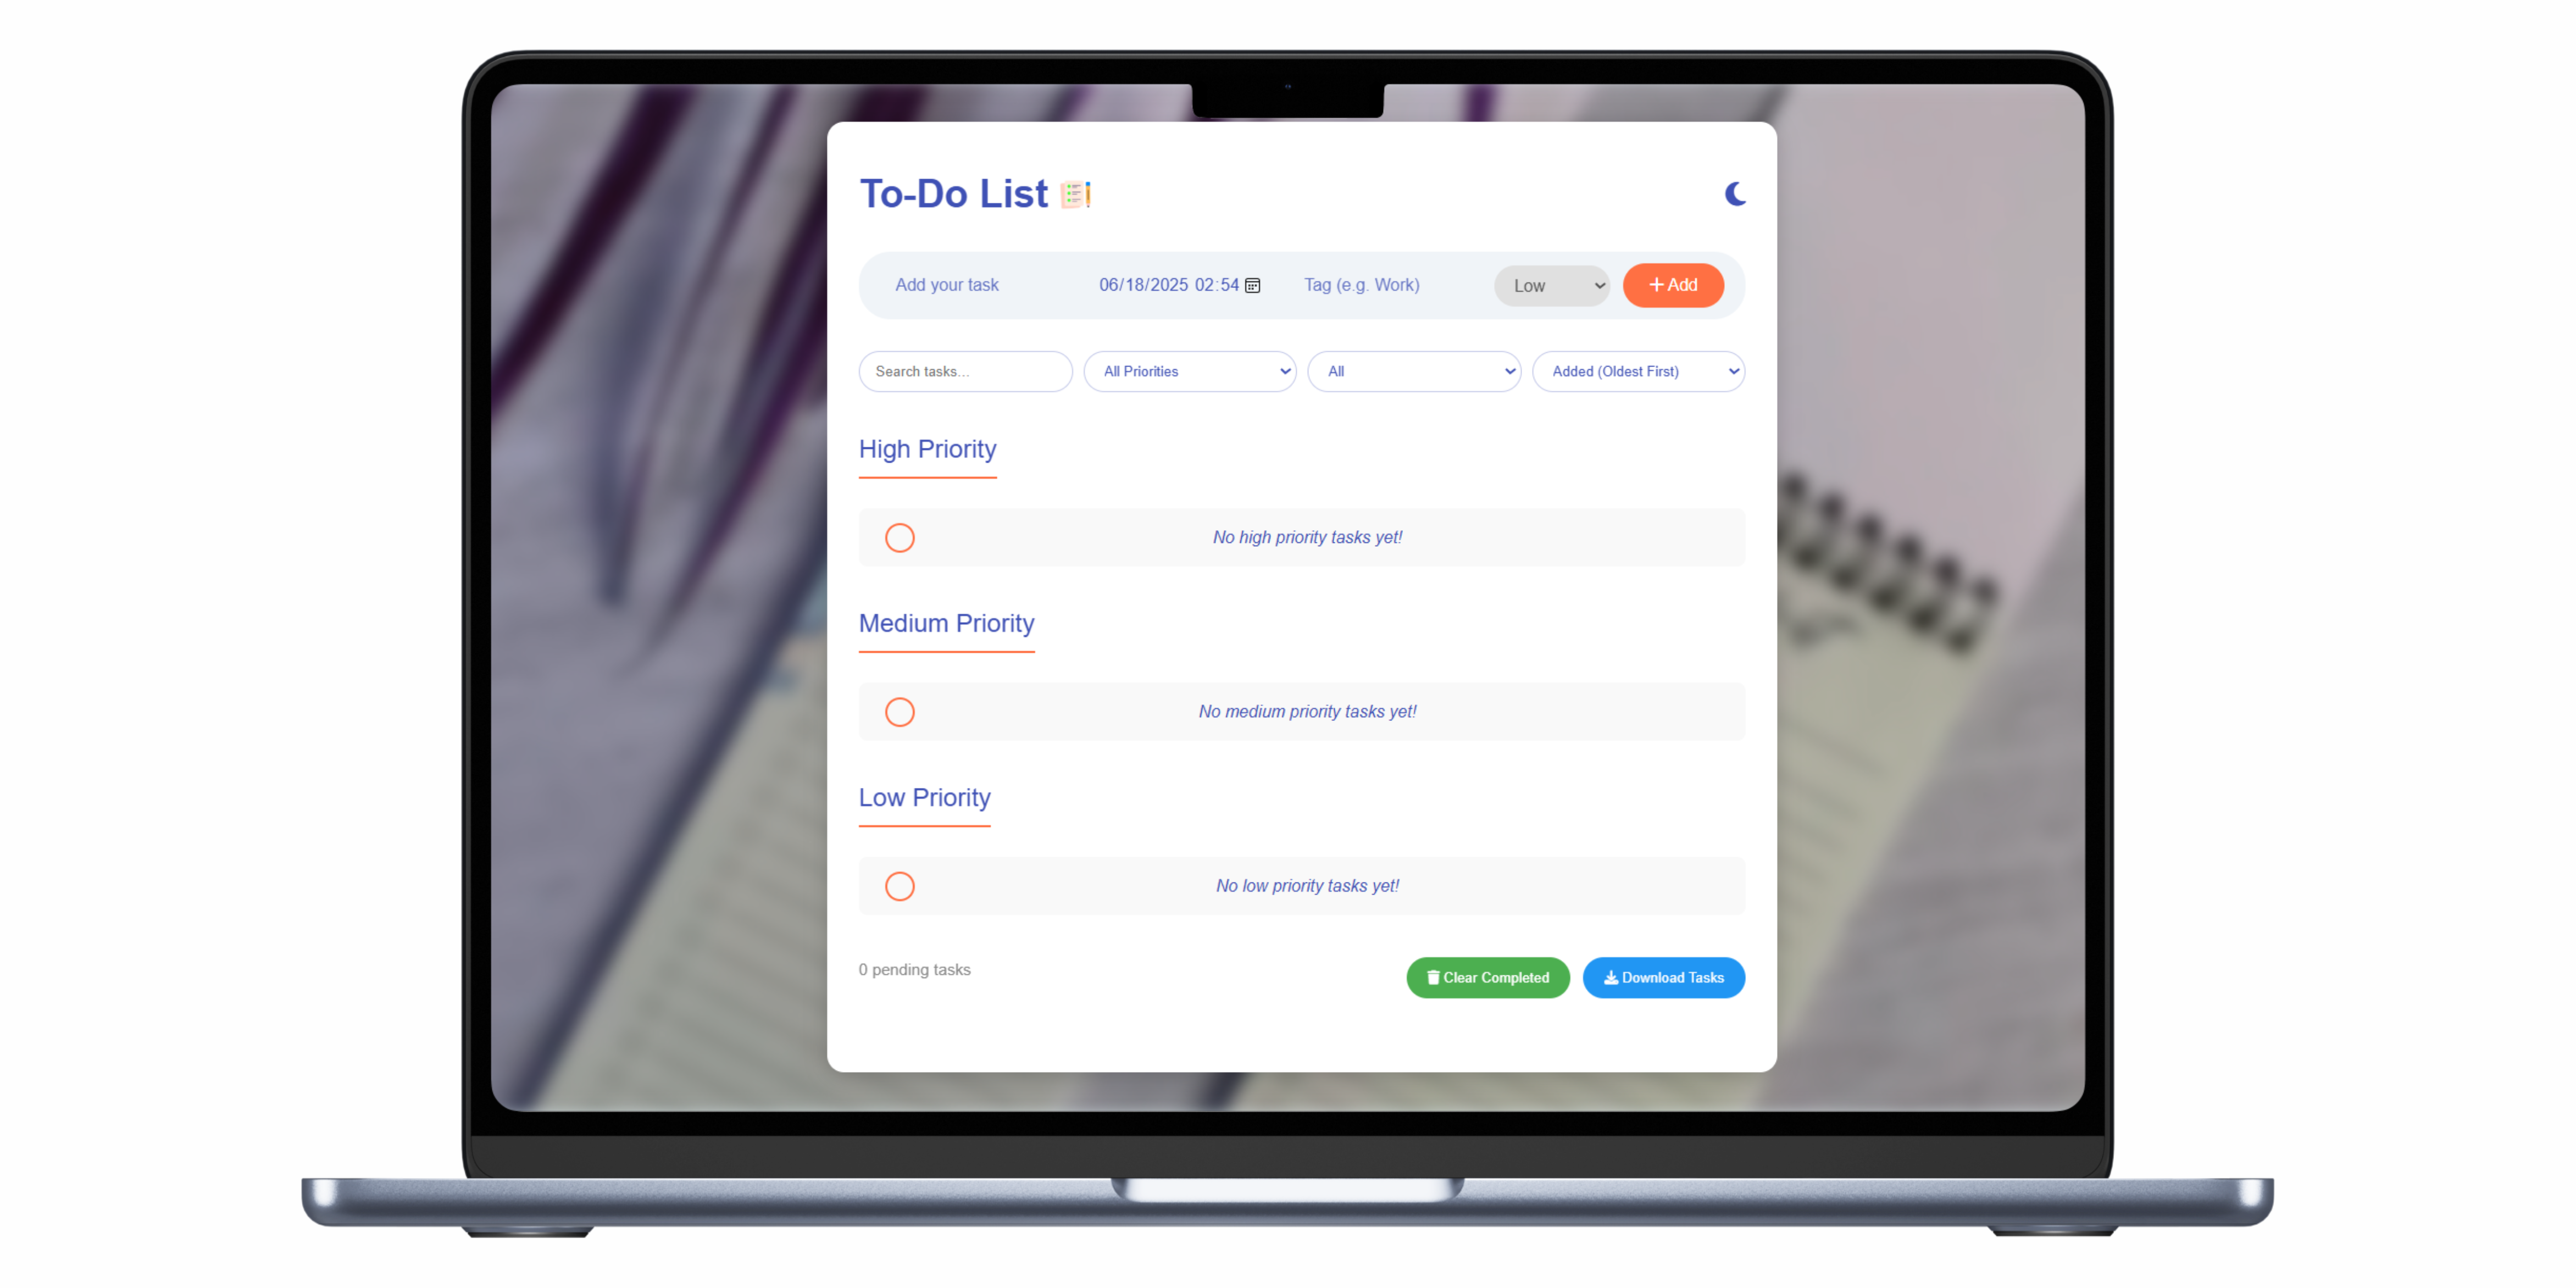 To-Do List
Add your task 06/18/2025 02:54 Tag (e.g. Work) Low + Add
Search tasks... All Priorities All Added (Oldest First)
High Priority
No high priority tasks yet!
Medium Priority
No medium priority tasks yet!
Low Priority
No low priority tasks yet!
0 pending tasks Clear Completed Download Tasks